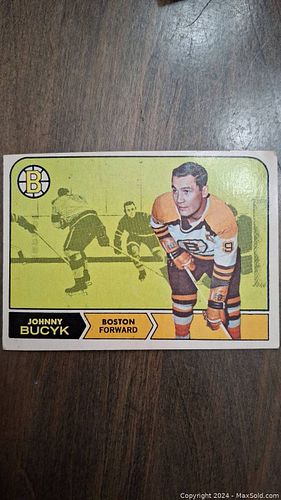 B
B
9
JOHNNY
BUCYK
BOSTON
FORWARD
Copyright © 2024 - MaxSold.com